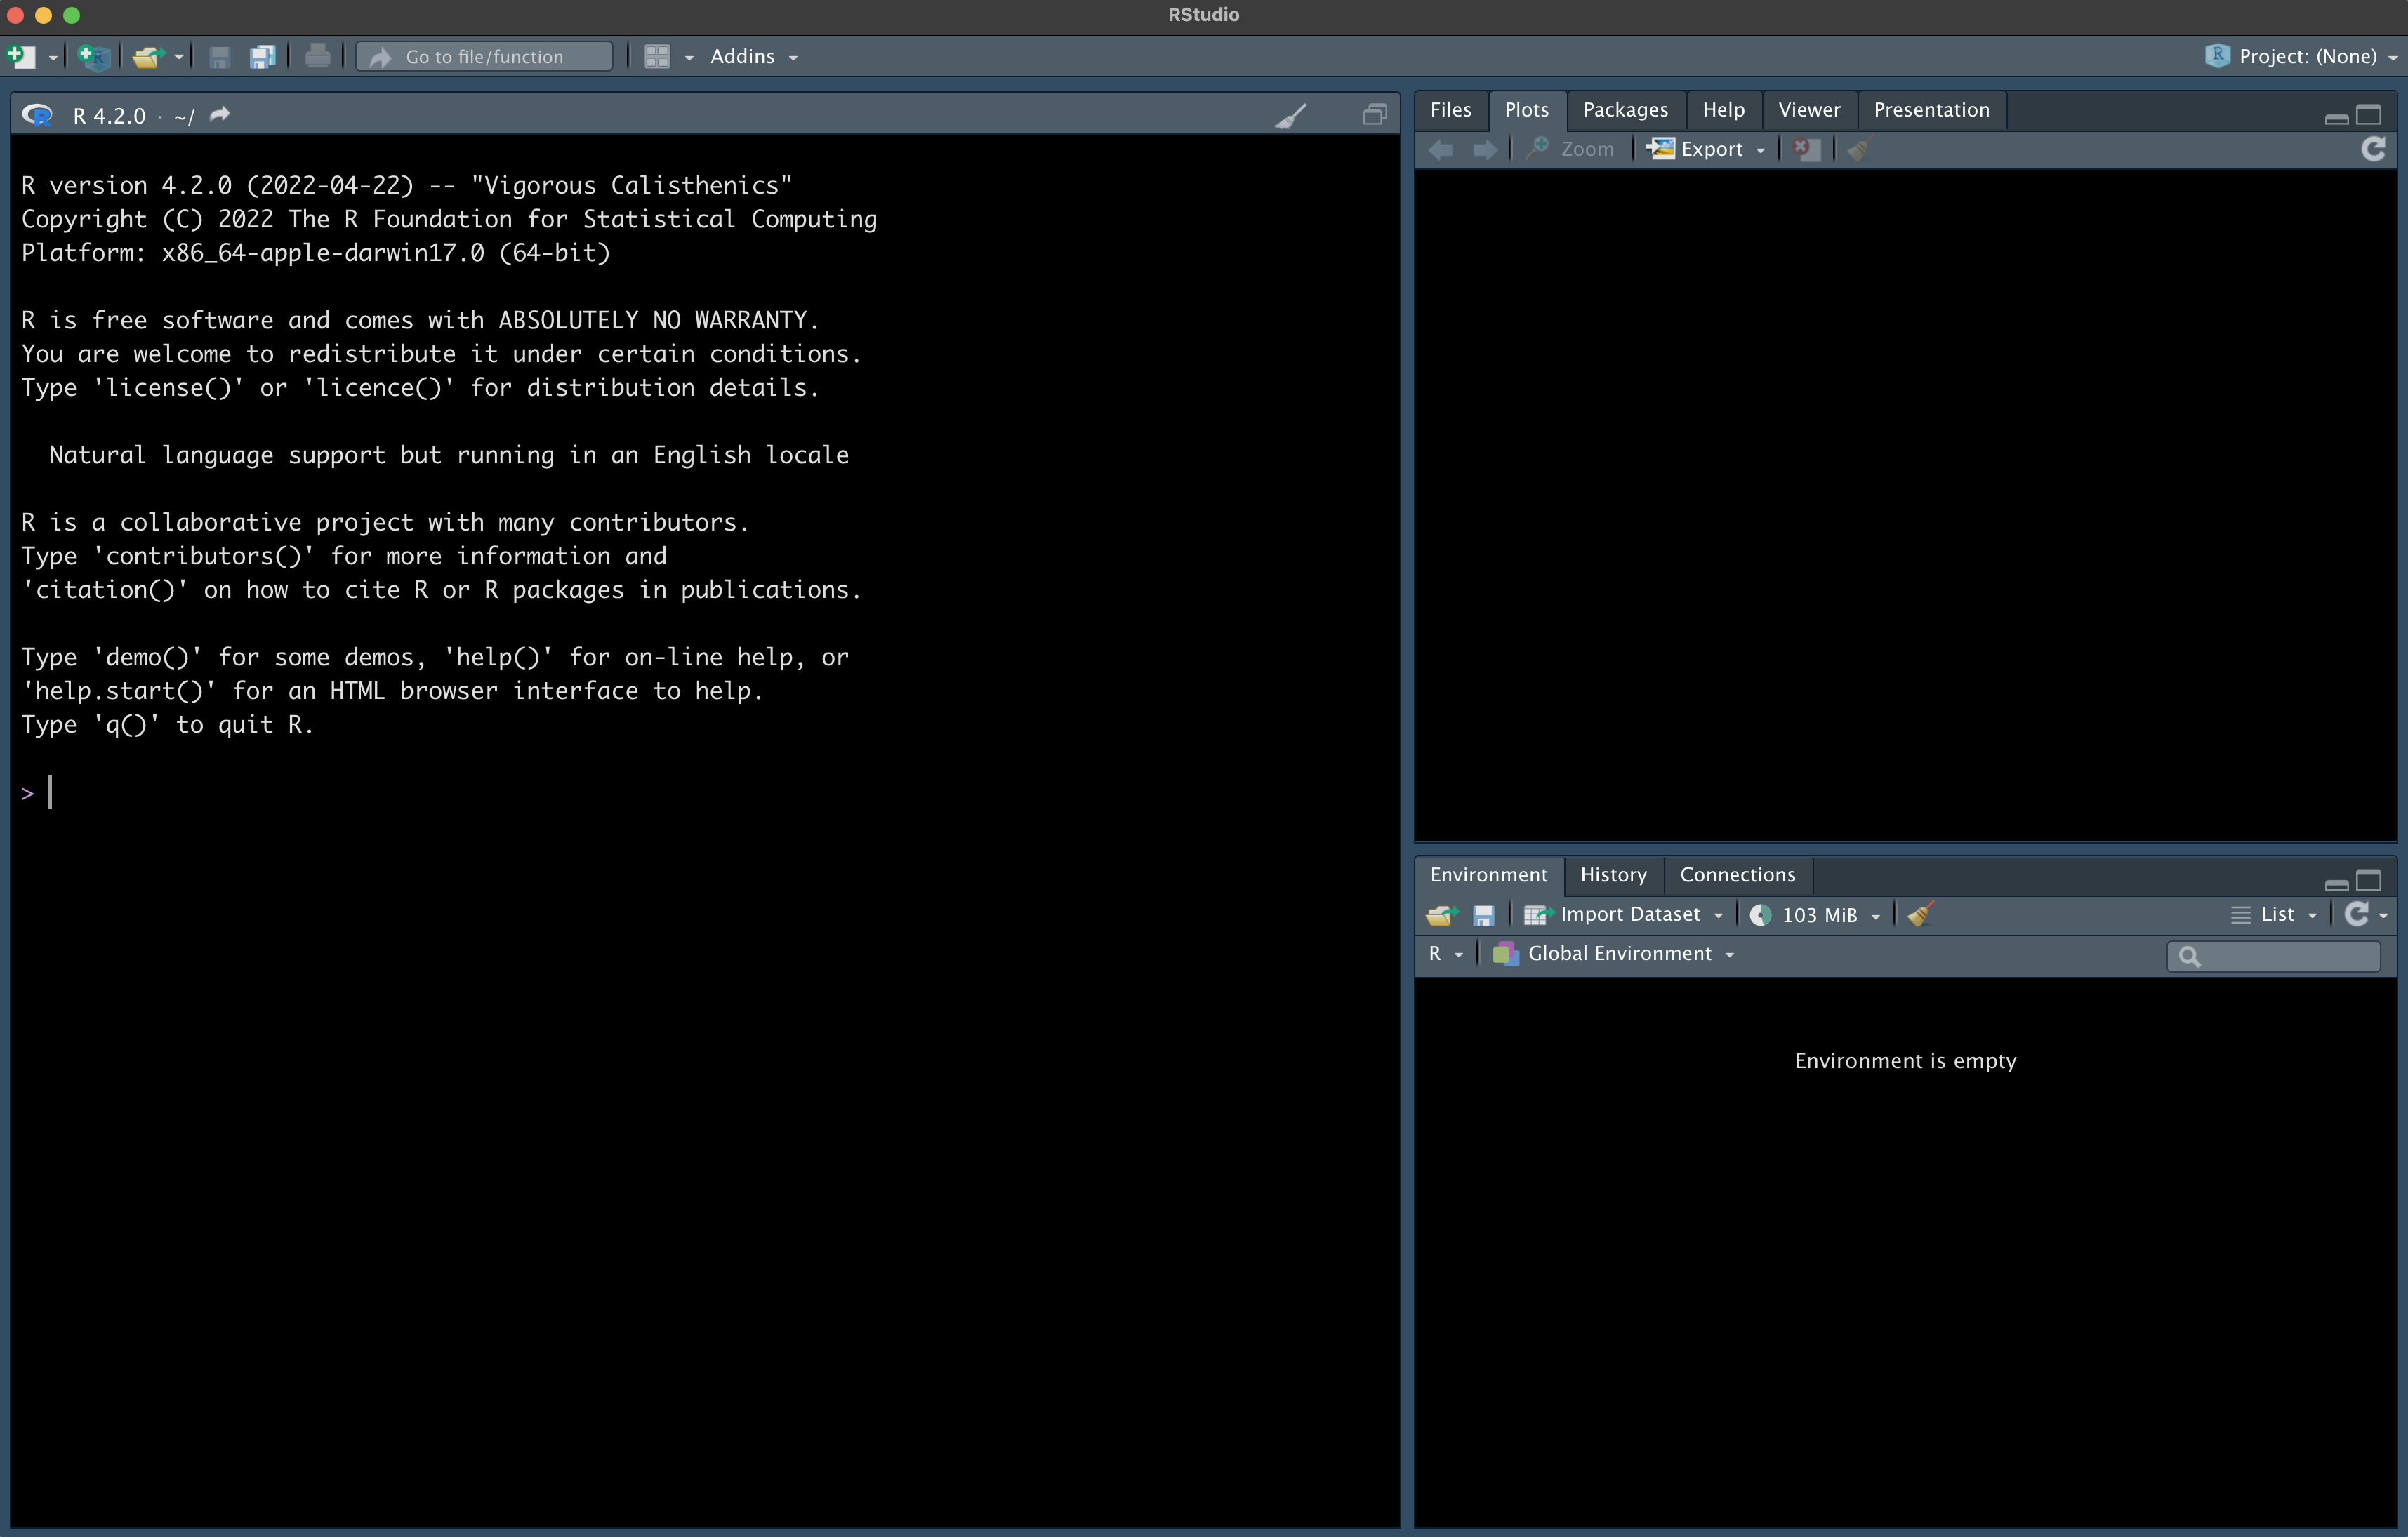 RStudio
Go to file/function
Addins
Project: (None)
R 4.2.0 · ~/
R version 4.2.0 (2022-04-22) -- "Vigorous Calisthenics"
Copyright (C) 2022 The R Foundation for Statistical Computing
Platform: x86_64-apple-darwin17.0 (64-bit)
R is free software and comes with ABSOLUTELY NO WARRANTY.
You are welcome to redistribute it under certain conditions.
Type 'license()' or 'licence()' for distribution details.
Natural language support but running in an English locale
R is a collaborative project with many contributors.
Type 'contributors()' for more information and
'citation()' on how to cite R or R packages in publications.
Type 'demo()' for some demos, 'help()' for on-line help, or
'help.start()' for an HTML browser interface to help.
Type 'q()' to quit R.
>
Files Plots Packages Help Viewer Presentation
Zoom Export
Environment History Connections
Import Dataset 103 MiB List
R Global Environment
Environment is empty